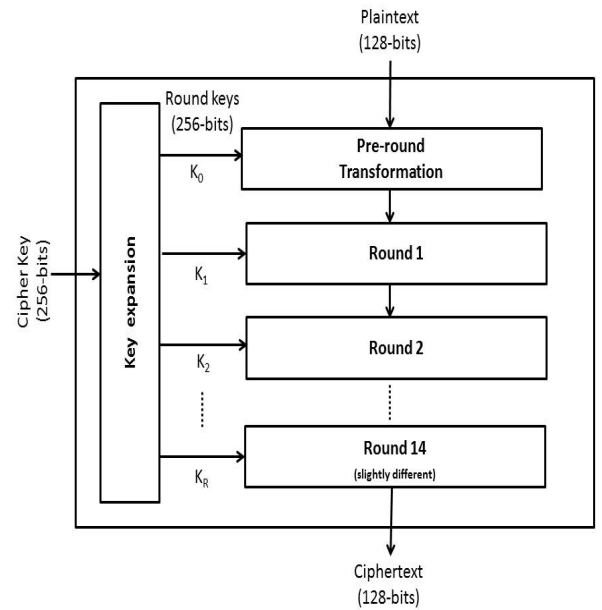 Plaintext
(128-bits)
Round keys
(256-bits)
Pre-round
Transformation
K0
Cipher Key
(256-bits)
Key expansion
Round 1
K1
Round 2
K2
Round 14
(slightly different)
KR
Ciphertext
(128-bits)